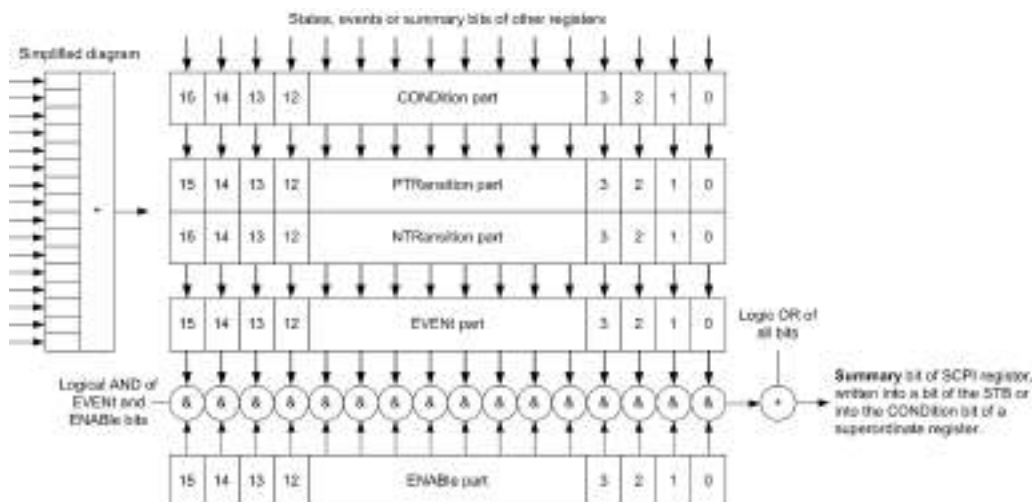 States, events or summary bits of other registers
Simplified diagram
15 14 13 12 CONDition part 3 2 1 0
15 14 13 12 PTRansition part 3 2 1 0
+
15 14 13 12 NTRansition part 3 2 1 0
15 14 13 12 EVENt part 3 2 1 0
Logic OR of
all bits
Logical AND of
EVENt and
ENABle bits
& & & & & & & & & & & & & & & &
+
Summary bit of SCPI register,
written into a bit of the STB or
into the CONDition bit of a
superordinate register.
15 14 13 12 ENABle part 3 2 1 0